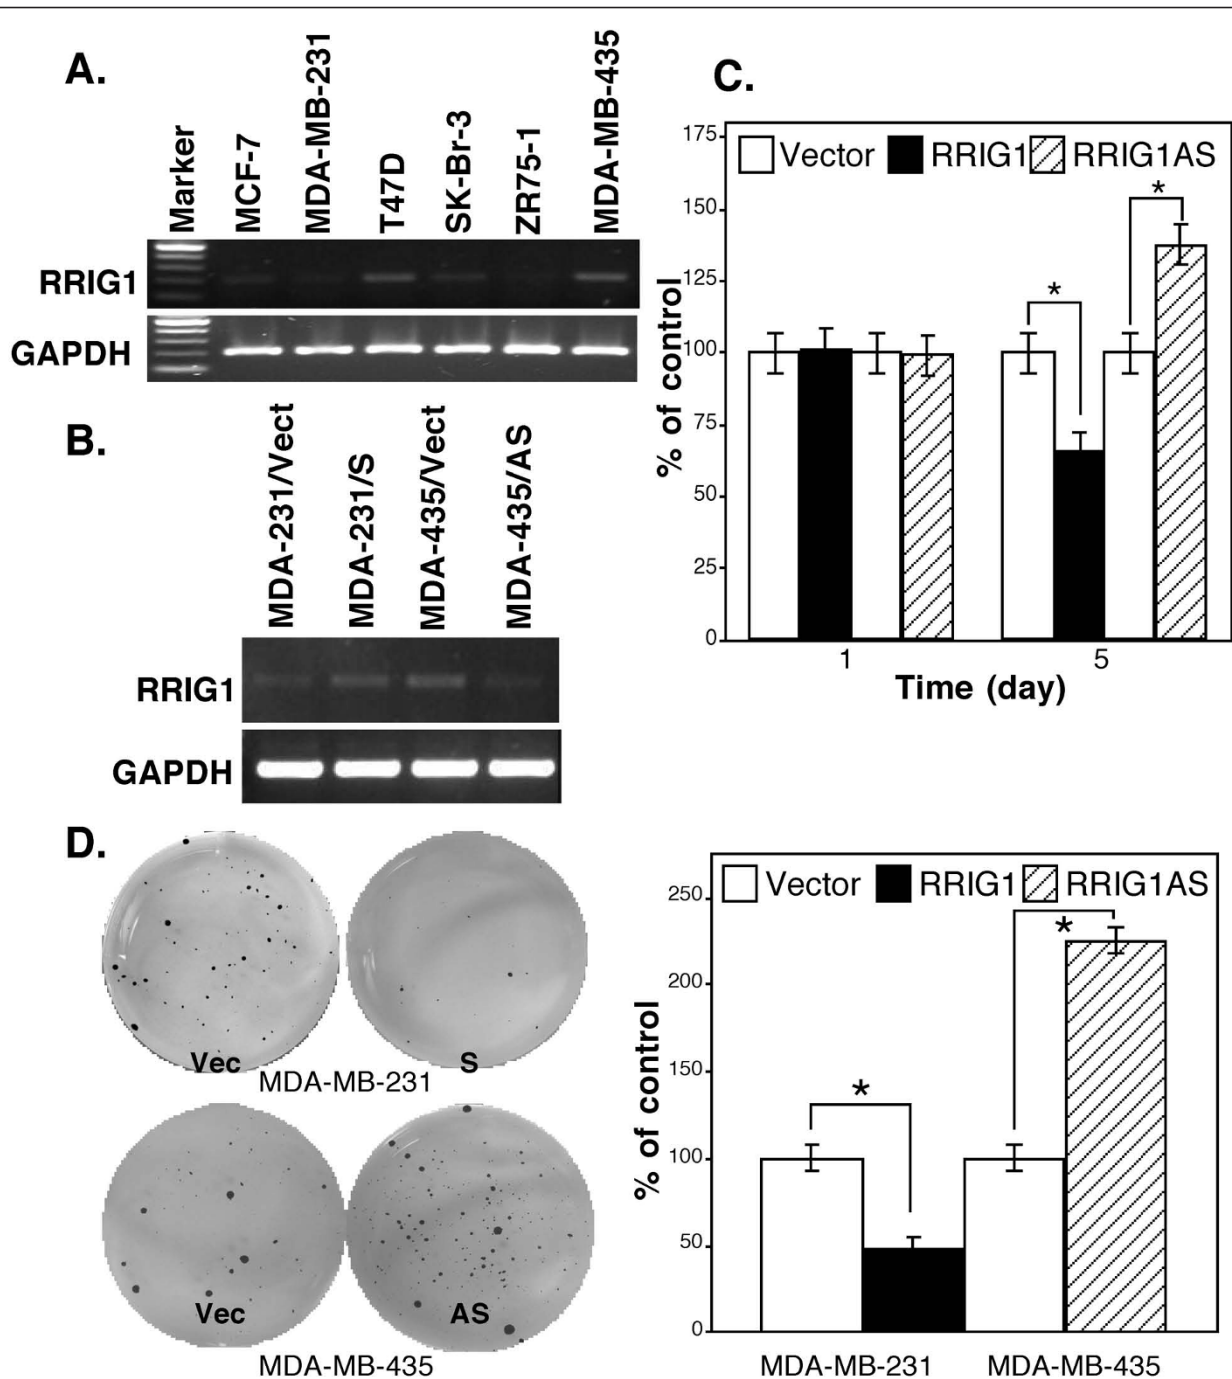 A.
Marker
MCF-7
MDA-MB-231
T47D
SK-Br-3
ZR75-1
MDA-MB-435
RRIG1
GAPDH
B.
MDA-231/Vect
MDA-231/S
MDA-435/Vect
MDA-435/AS
RRIG1
GAPDH
C.
Vector RRIG1 RRIG1AS
175
150
125
100
75
50
25
0
% of control
* *
1 5
Time (day)
D.
Vec S
MDA-MB-231
Vec AS
MDA-MB-435
Vector RRIG1 RRIG1AS
250
200
150
100
50
0
% of control
* *
MDA-MB-231 MDA-MB-435